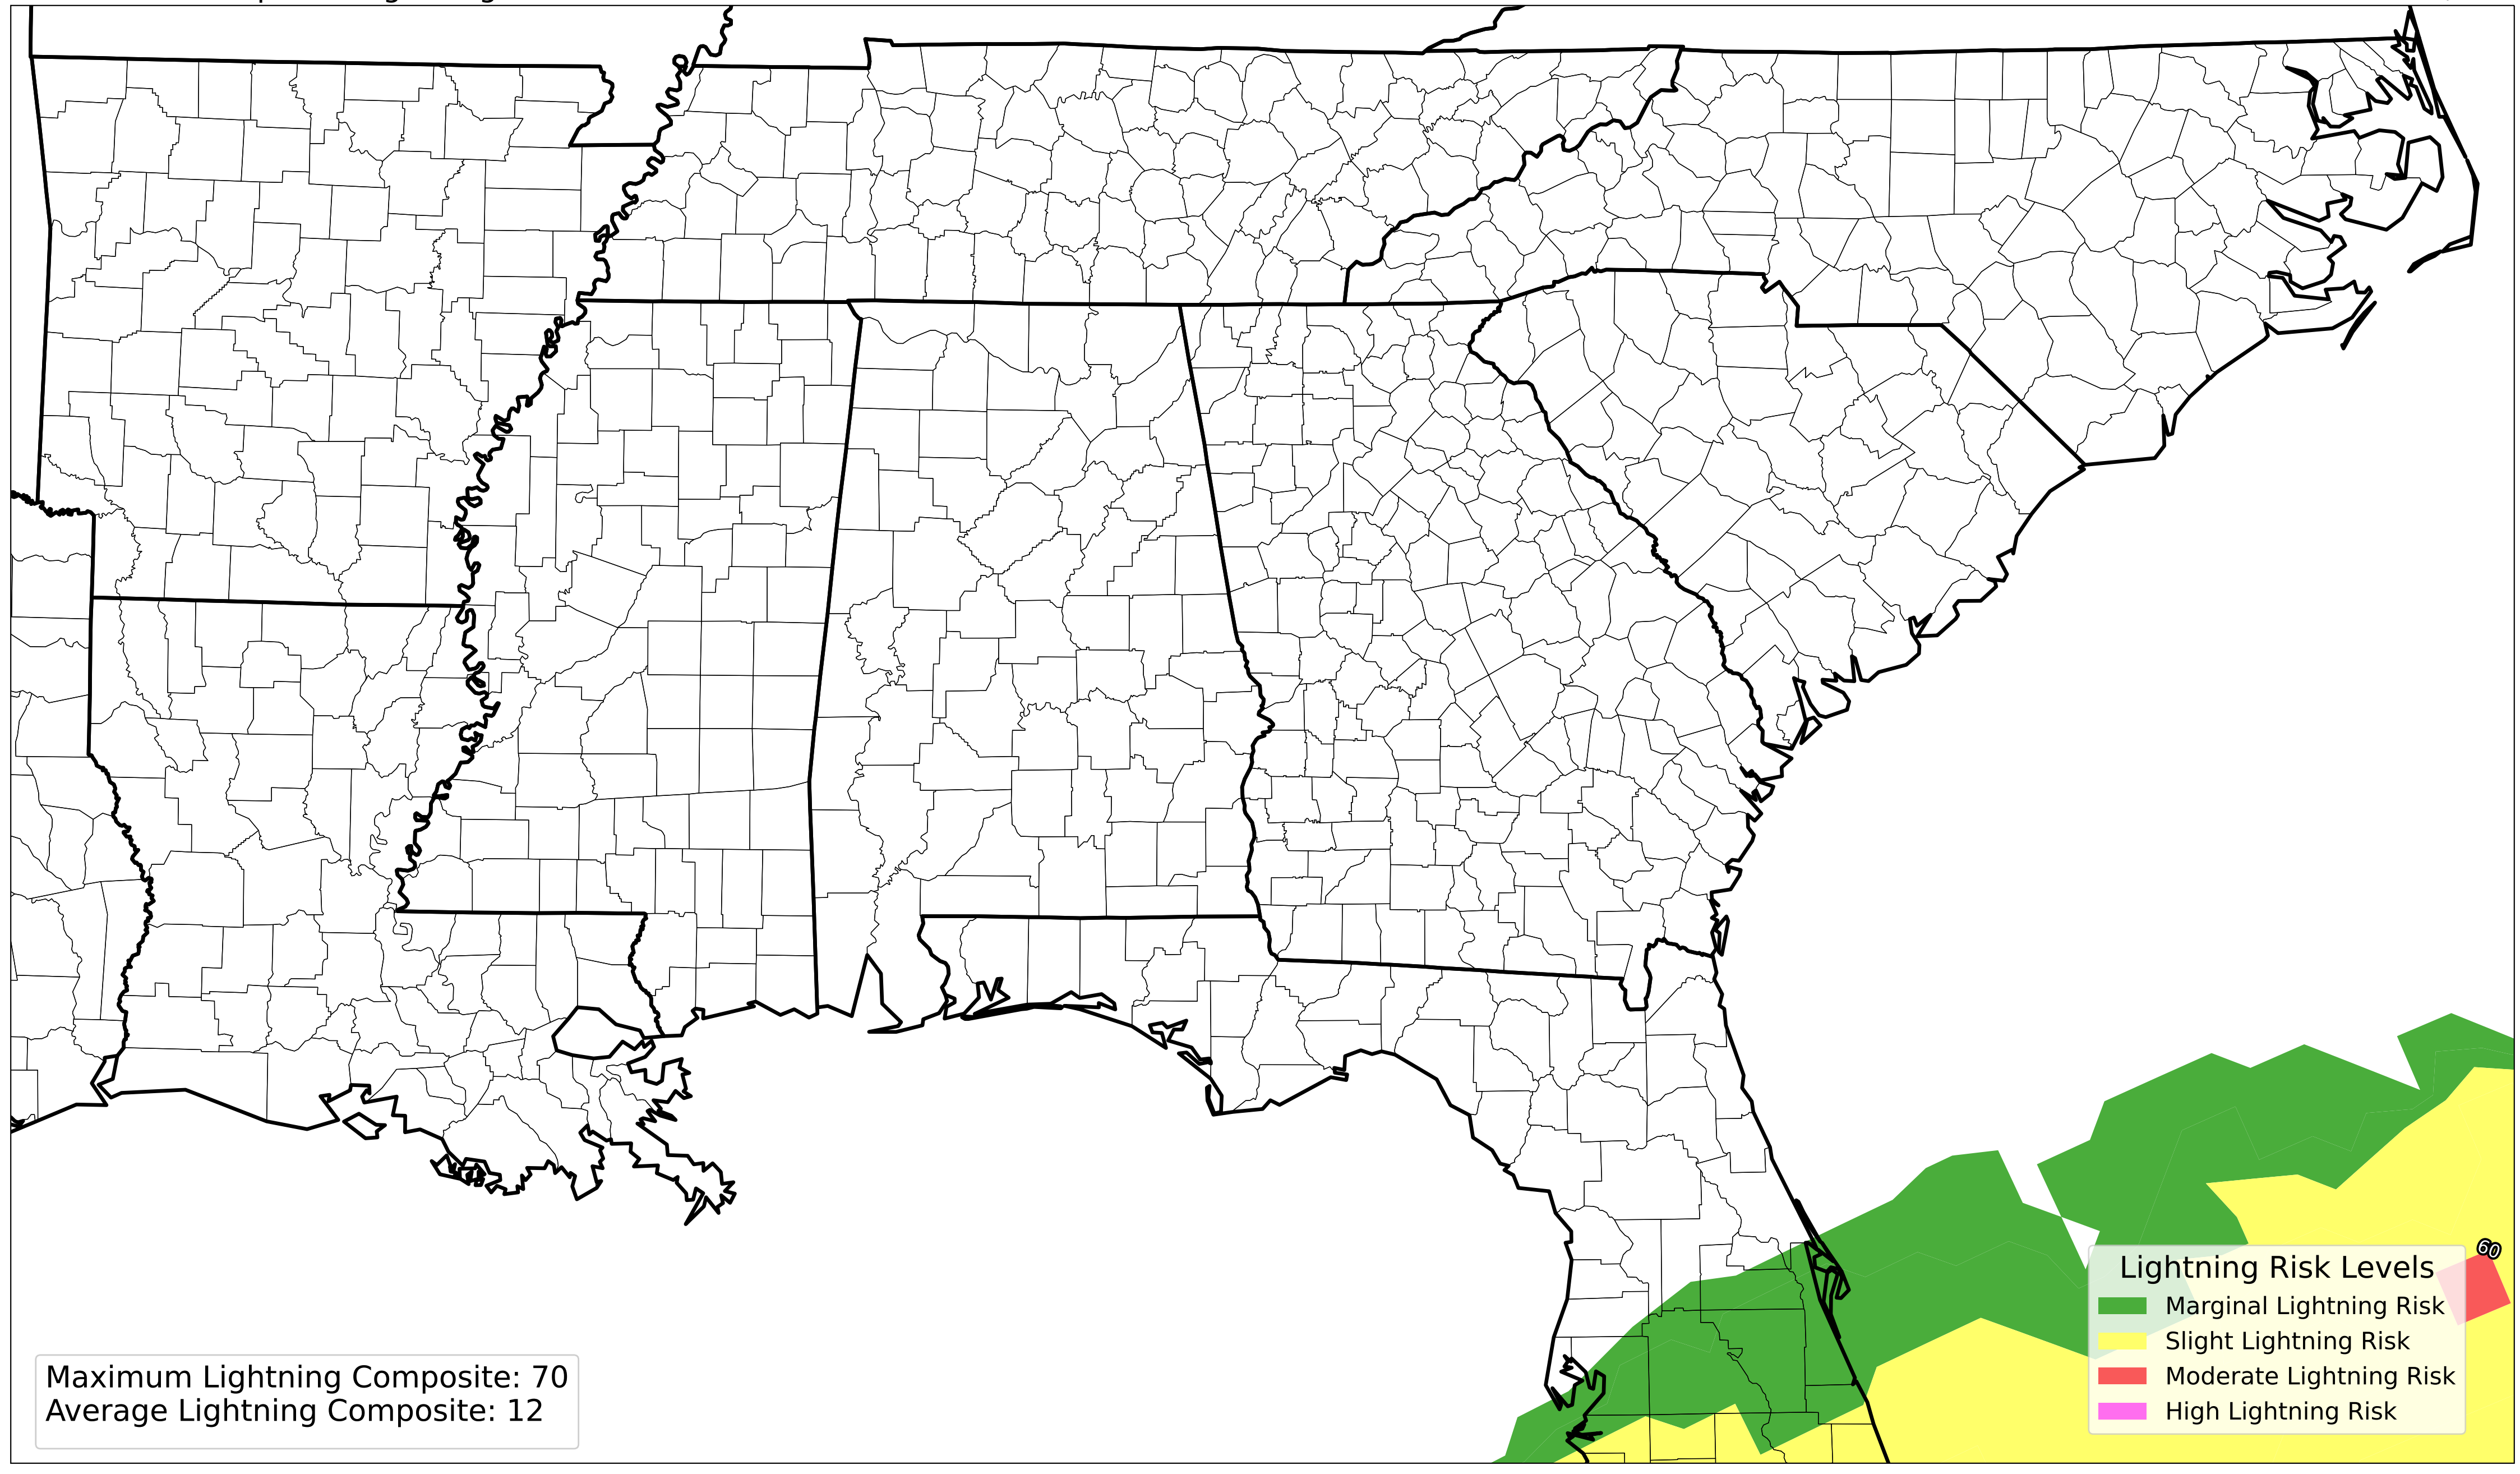 60
Lightning Risk Levels
Marginal Lightning Risk
Slight Lightning Risk
Moderate Lightning Risk
High Lightning Risk
Maximum Lightning Composite: 70
Average Lightning Composite: 12